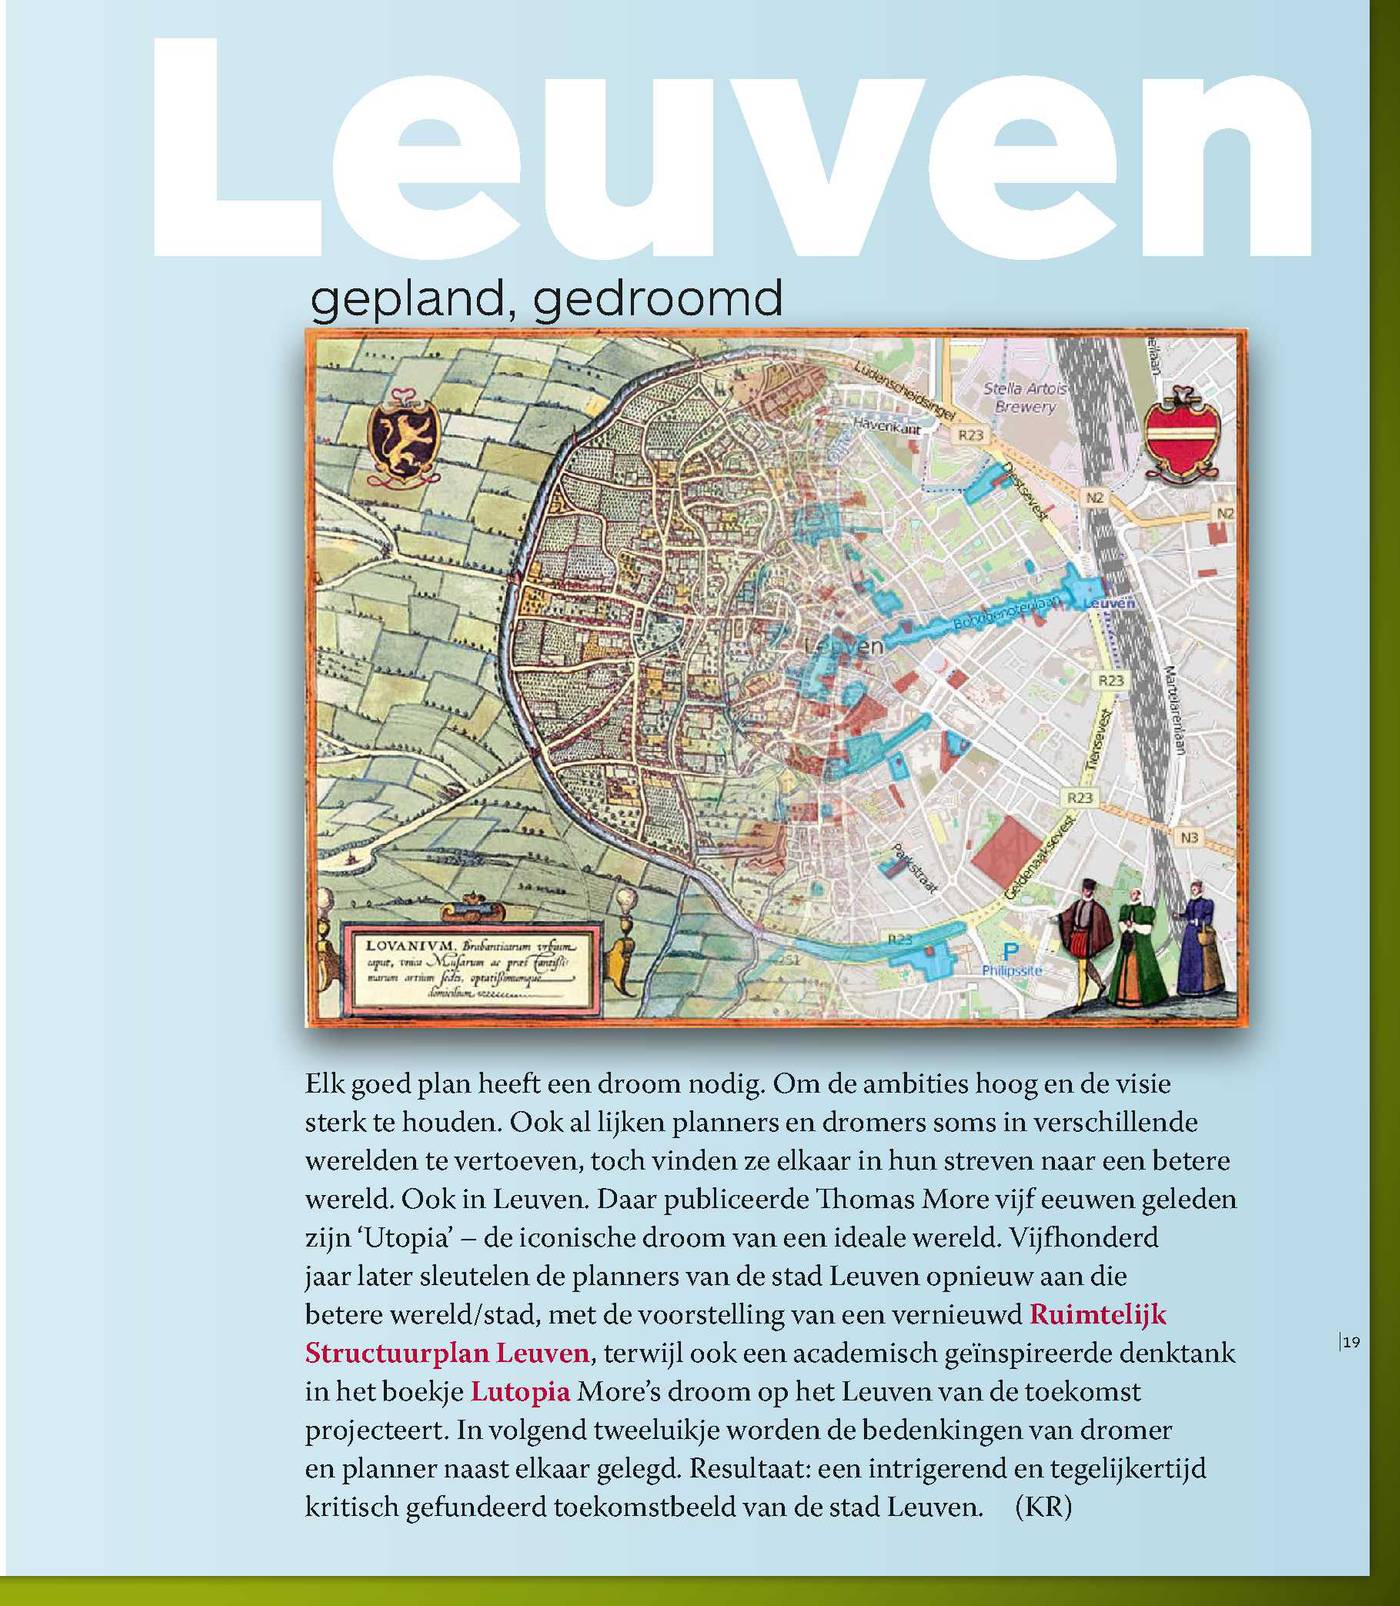 Leuven
gepland, gedroomd
Ludenscheidsingel
Stella Artois
Brewery
Havenkant
R23
Diestsevest
N2
N2
Bondgenotenlaan
Leuven
Leuven
R23
Martelarenlaan
Tiensevest
R23
N3
Geldenaaksevest
Parkstraat
R23
P
Philipssite
LOVANIVM, Brabanticarum vrbium
caput, vnica Musarum ac præs
marum artium sedes, optatissimumque
domicilium
Elk goed plan heeft een droom nodig. Om de ambities hoog en de visie
sterk te houden. Ook al lijken planners en dromers soms in verschillende
werelden te vertoeven, toch vinden ze elkaar in hun streven naar een betere
wereld. Ook in Leuven. Daar publiceerde Thomas More vijf eeuwen geleden
zijn ‘Utopia’ – de iconische droom van een ideale wereld. Vijfhonderd
jaar later sleutelen de planners van de stad Leuven opnieuw aan die
betere wereld/stad, met de voorstelling van een vernieuwd Ruimtelijk
Structuurplan Leuven, terwijl ook een academisch geïnspireerde denktank
in het boekje Lutopia More’s droom op het Leuven van de toekomst
projecteert. In volgend tweeluikje worden de bedenkingen van dromer
en planner naast elkaar gelegd. Resultaat: een intrigerend en tegelijkertijd
kritisch gefundeerd toekomstbeeld van de stad Leuven. (KR)
|19